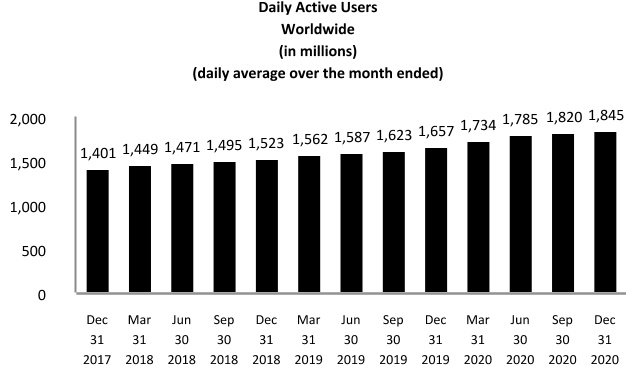 Daily Active Users
Worldwide
(in millions)
(daily average over the month ended)
2,000
1,500
1,000
500
0
1,401 1,449 1,471 1,495 1,523 1,562 1,587 1,623 1,657 1,734 1,785 1,820 1,845
Dec Mar Jun Sep Dec Mar Jun Sep Dec Mar Jun Sep Dec
31 31 30 30 31 31 30 30 31 31 30 30 31
2017 2018 2018 2018 2018 2019 2019 2019 2019 2020 2020 2020 2020